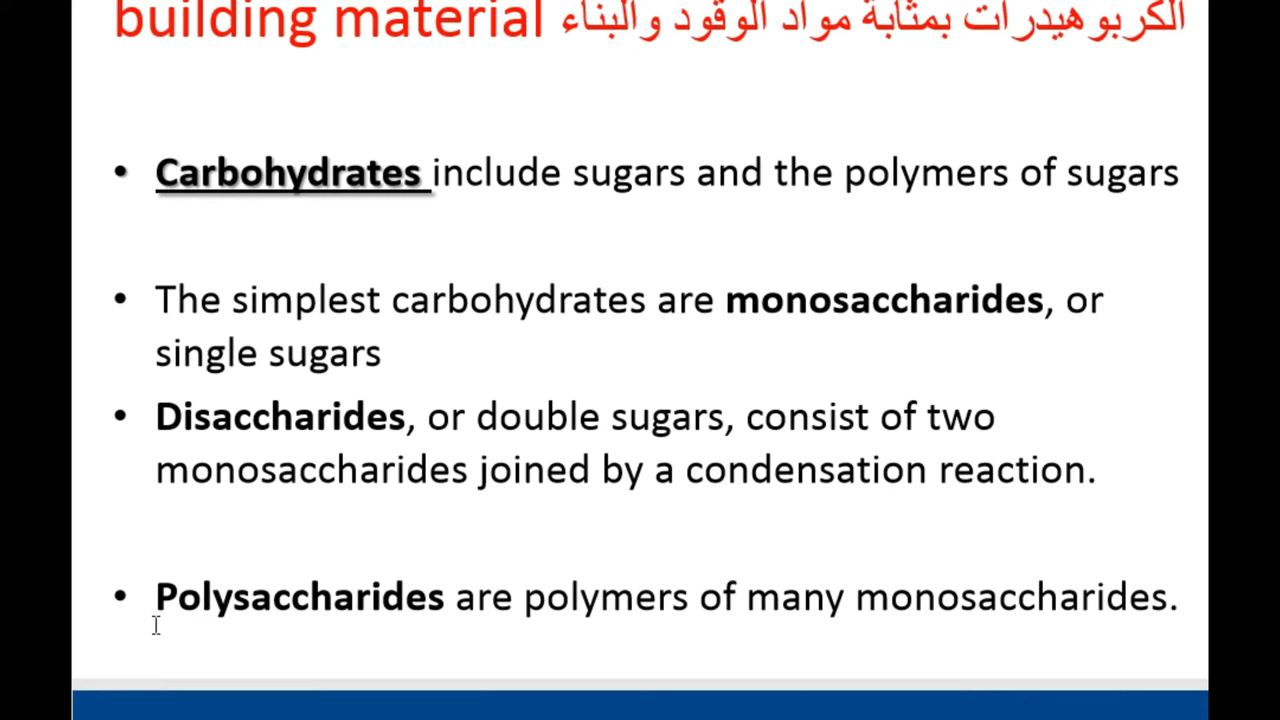 building material الكربوهيدرات بمثابة مواد الوقود والبناء
• Carbohydrates include sugars and the polymers of sugars
• The simplest carbohydrates are monosaccharides, or
single sugars
• Disaccharides, or double sugars, consist of two
monosaccharides joined by a condensation reaction.
• Polysaccharides are polymers of many monosaccharides.